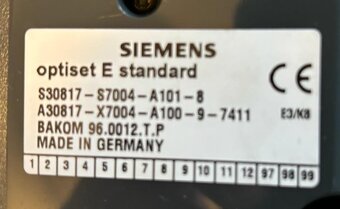 SIEMENS
optiset E standard
CE
S30817-S7004-A101-8
A30817-X7004-A100-9-7411 E3/K8
BAKOM 96.0012.T.P
MADE IN GERMANY
1 2 3 4 5 6 7 8 9 10 11 12 97 98 99